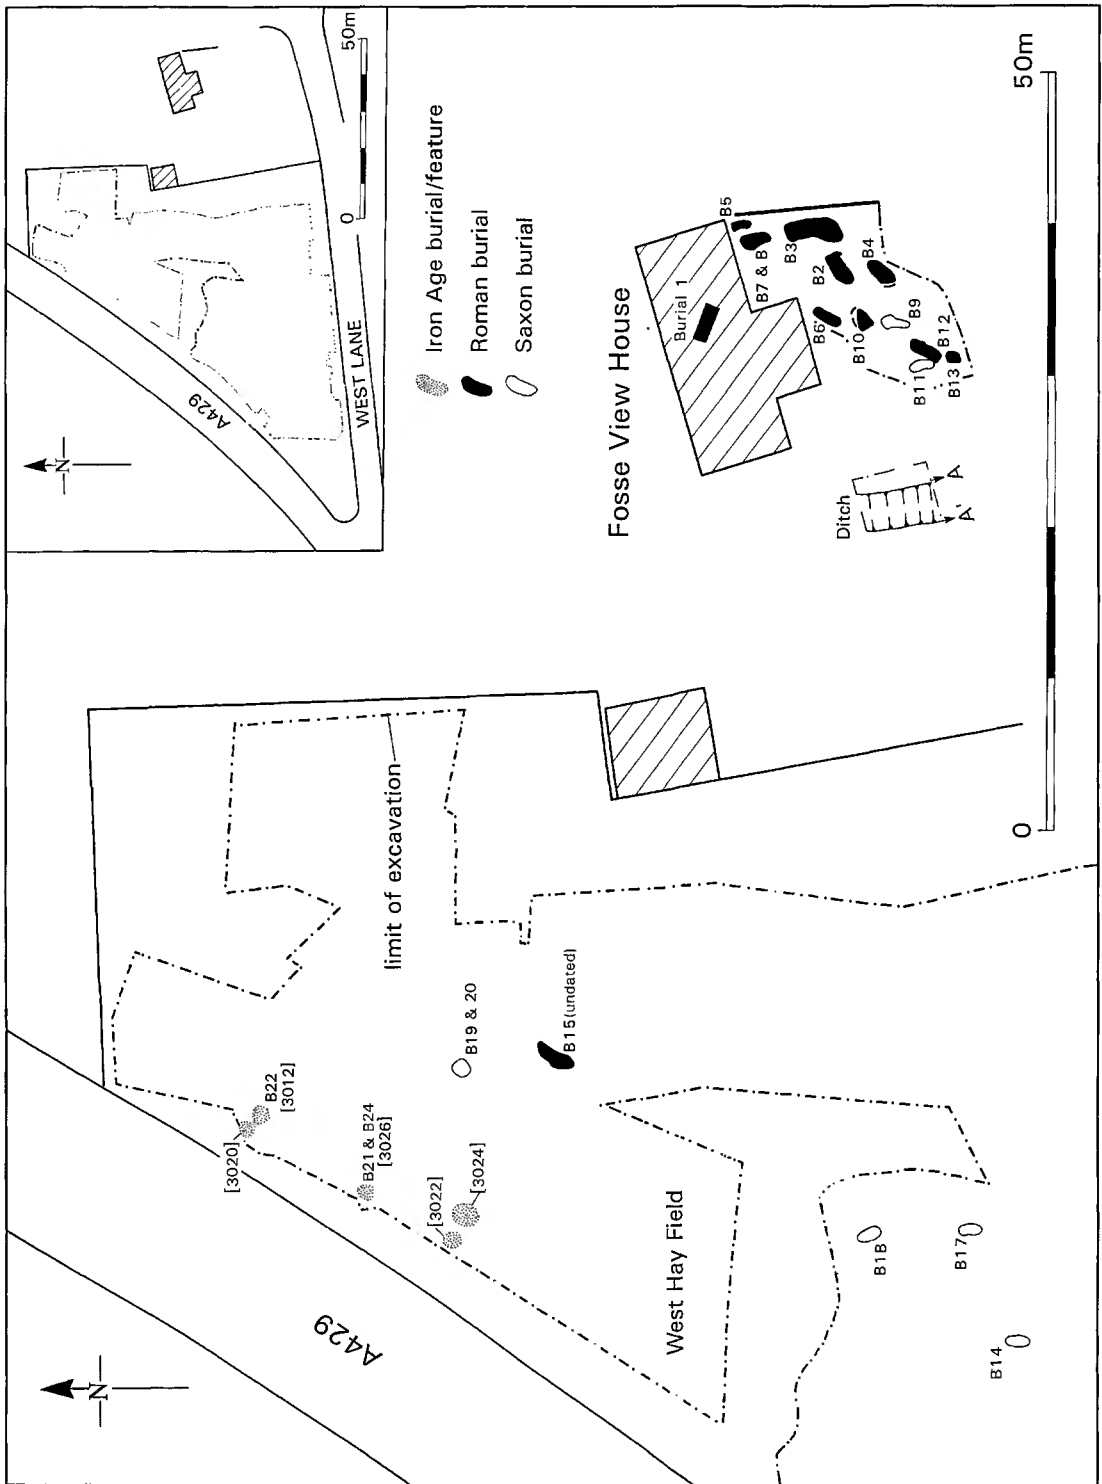 N
A429
WEST LANE
0
50m
Iron Age burial/feature
Roman burial
Saxon burial
Fosse View House
Burial 1
B5
B7 & B
B3
B2
B4
B6
B10
B9
B12
B11
B13
Ditch
A
A
0
50m
N
A429
limit of excavation
[3020]
B22
[3012]
B21 & B24
[3026]
[3022]
[3024]
B19 & 20
B15 (undated)
West Hay Field
B1B
B17
B14